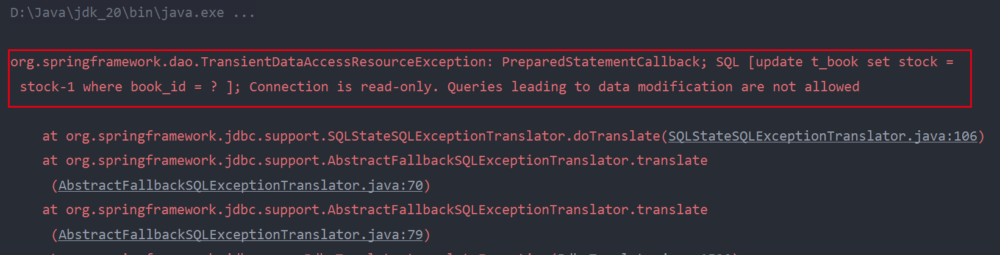 D:\Java\jdk_20\bin\java.exe ...
org.springframework.dao.TransientDataAccessResourceException: PreparedStatementCallback; SQL [update t_book set stock =
stock-1 where book_id = ? ]; Connection is read-only. Queries leading to data modification are not allowed
at org.springframework.jdbc.support.SQLStateSQLExceptionTranslator.doTranslate(SQLStateSQLExceptionTranslator.java:106)
at org.springframework.jdbc.support.AbstractFallbackSQLExceptionTranslator.translate
(AbstractFallbackSQLExceptionTranslator.java:70)
at org.springframework.jdbc.support.AbstractFallbackSQLExceptionTranslator.translate
(AbstractFallbackSQLExceptionTranslator.java:79)